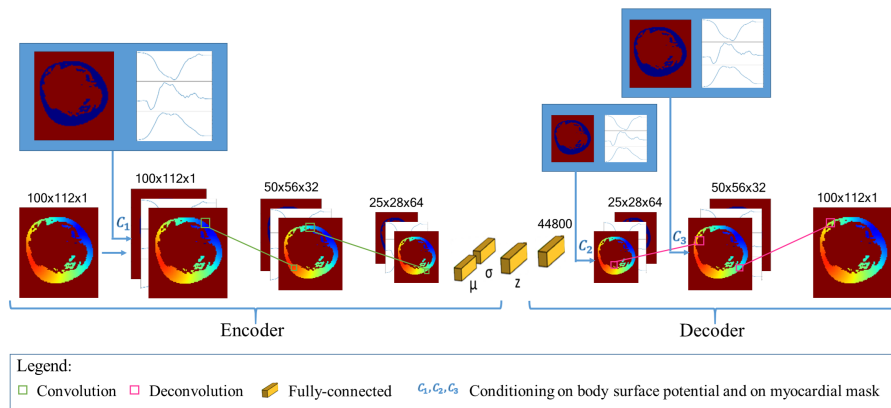 100x112x1
C₁
50x56x32
25x28x64
μ
σ
z
44800
C₂
25x28x64
C₃
50x56x32
100x112x1
Encoder
Decoder
Legend:
Convolution
Deconvolution
Fully-connected
C₁, C₂, C₃ Conditioning on body surface potential and on myocardial mask